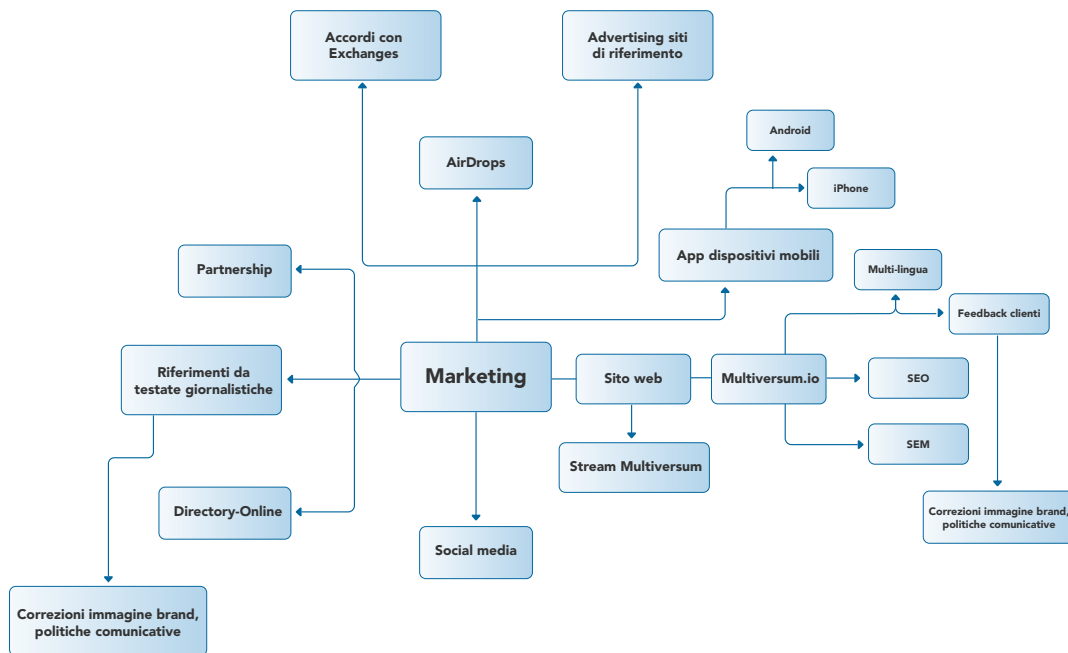 Accordi con
Exchanges
Advertising siti
di riferimento
Android
AirDrops
iPhone
App dispositivi mobili
Partnership
Multi-lingua
Feedback clienti
Riferimenti da
testate giornalistiche
Marketing
Sito web
Multiversum.io
SEO
SEM
Stream Multiversum
Directory-Online
Correzioni immagine brand,
politiche comunicative
Social media
Correzioni immagine brand,
politiche comunicative